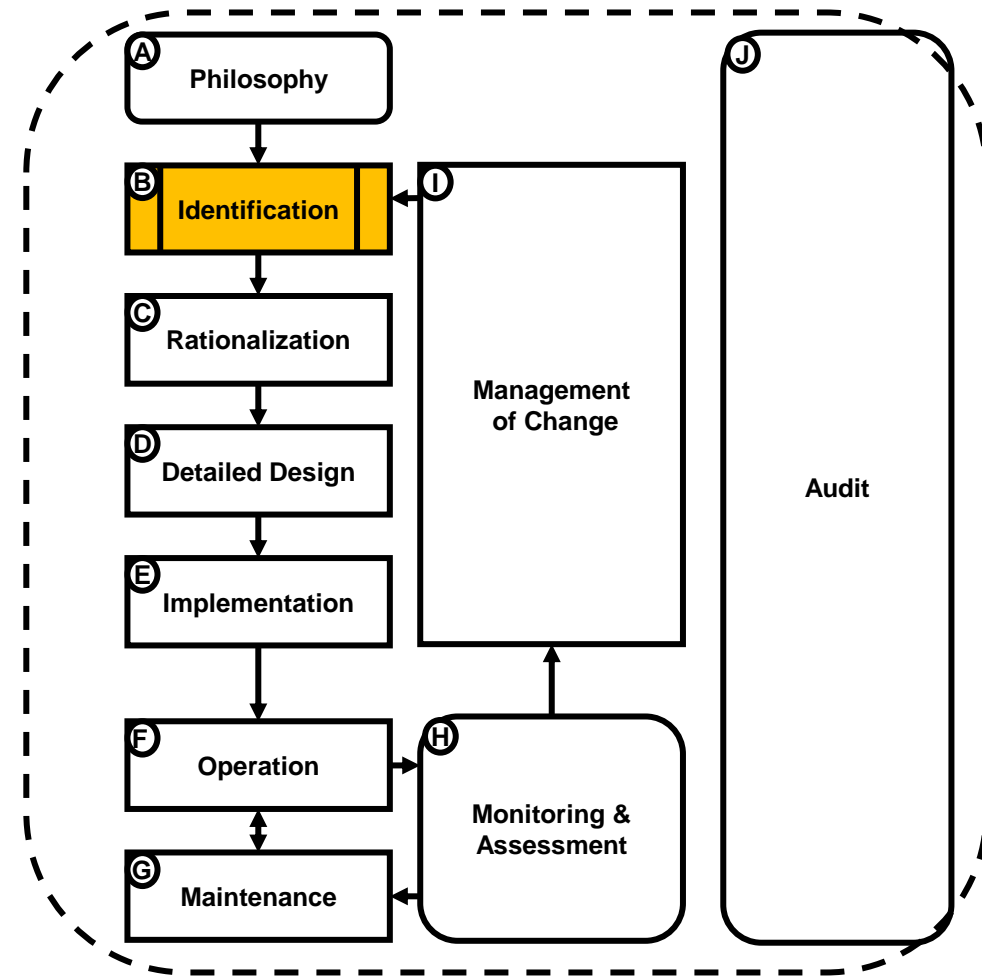 A
Philosophy
B
Identification
C
Rationalization
D
Detailed Design
E
Implementation
F
Operation
G
Maintenance
H
Monitoring &
Assessment
I
Management
of Change
J
Audit